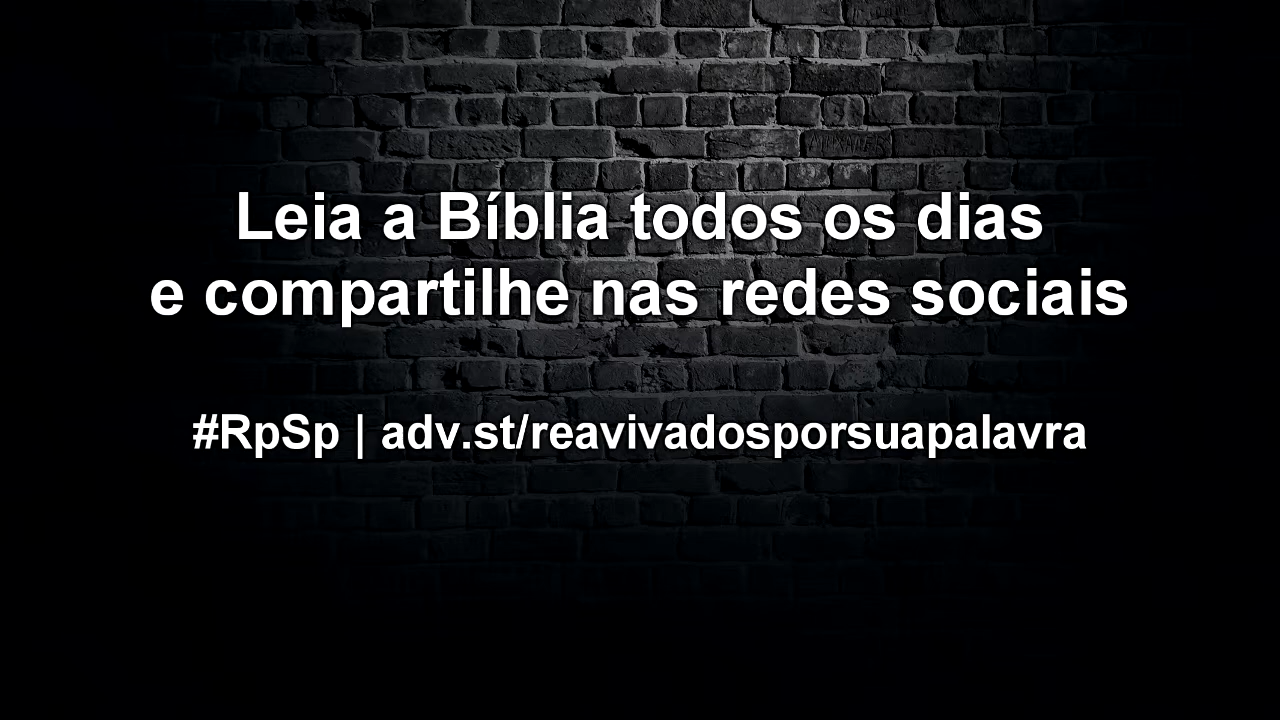 Leia a Bíblia todos os dias
e compartilhe nas redes sociais
#RpSp | adv.st/reavivadosporsuapalavra